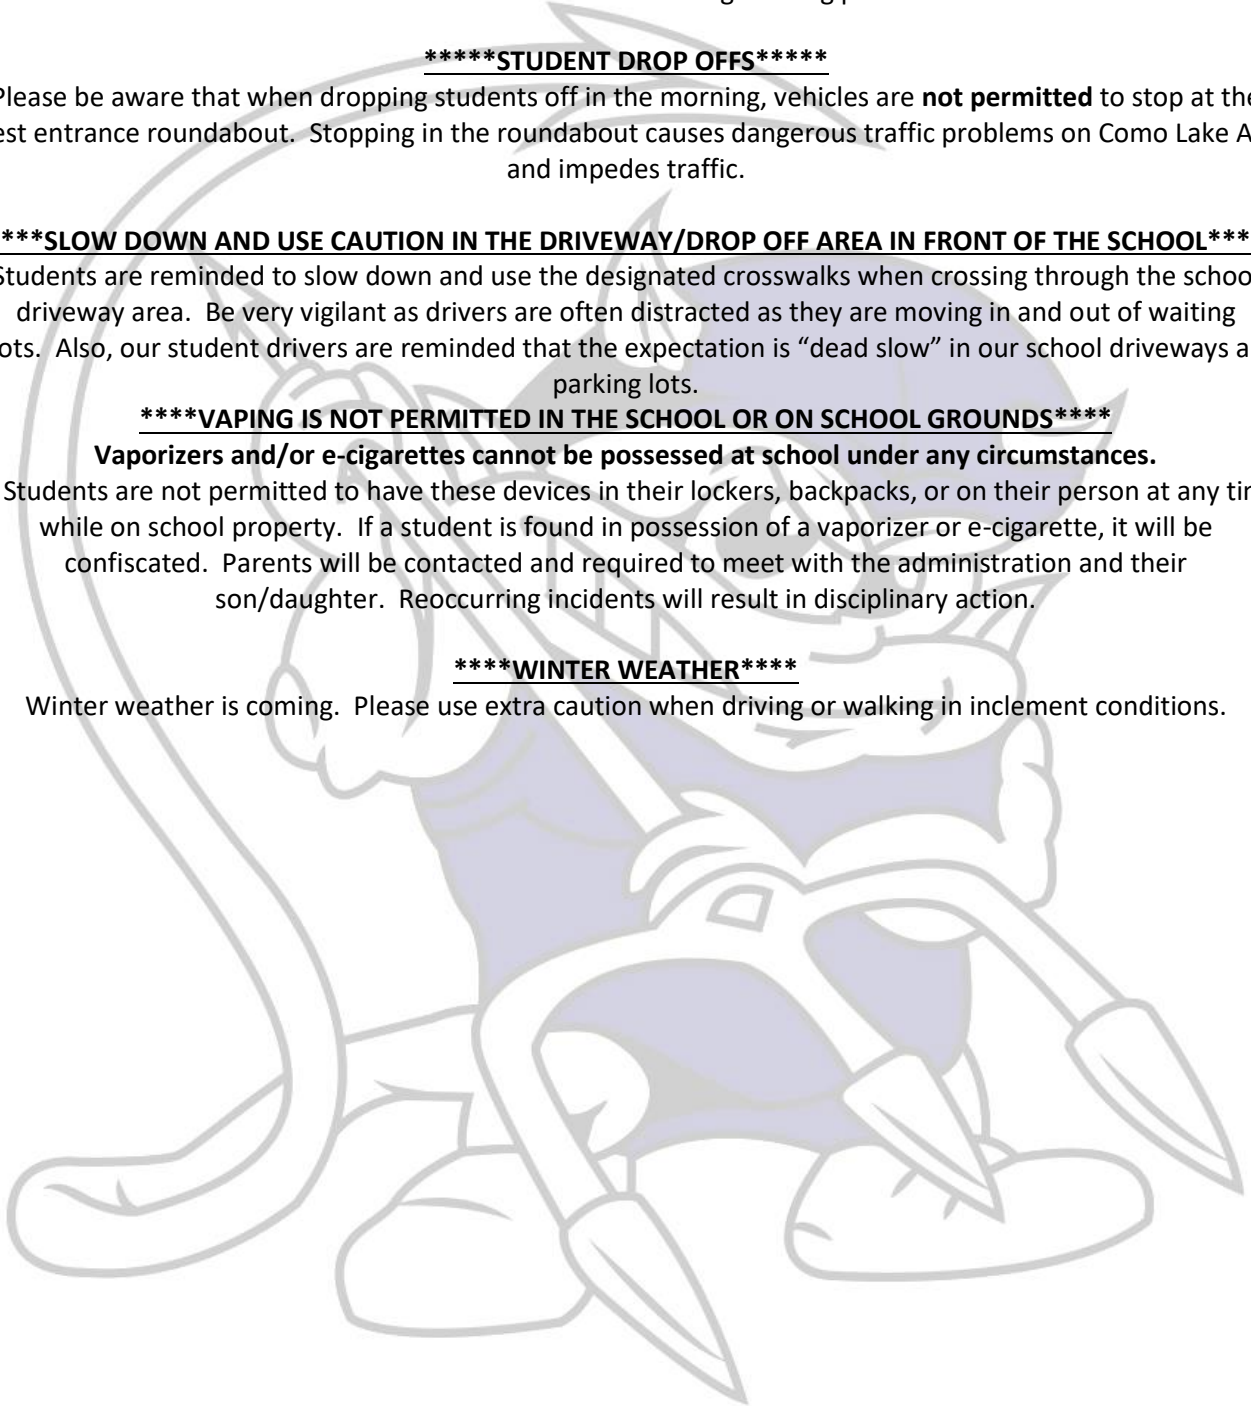 *****STUDENT DROP OFFS*****
Please be aware that when dropping students off in the morning, vehicles are not permitted to stop at the
est entrance roundabout. Stopping in the roundabout causes dangerous traffic problems on Como Lake A
and impedes traffic.
***SLOW DOWN AND USE CAUTION IN THE DRIVEWAY/DROP OFF AREA IN FRONT OF THE SCHOOL***
Students are reminded to slow down and use the designated crosswalks when crossing through the schoo
driveway area. Be very vigilant as drivers are often distracted as they are moving in and out of waiting
ots. Also, our student drivers are reminded that the expectation is “dead slow” in our school driveways a
parking lots.
****VAPING IS NOT PERMITTED IN THE SCHOOL OR ON SCHOOL GROUNDS****
Vaporizers and/or e-cigarettes cannot be possessed at school under any circumstances.
Students are not permitted to have these devices in their lockers, backpacks, or on their person at any tim
while on school property. If a student is found in possession of a vaporizer or e-cigarette, it will be
confiscated. Parents will be contacted and required to meet with the administration and their
son/daughter. Reoccurring incidents will result in disciplinary action.
****WINTER WEATHER****
Winter weather is coming. Please use extra caution when driving or walking in inclement conditions.